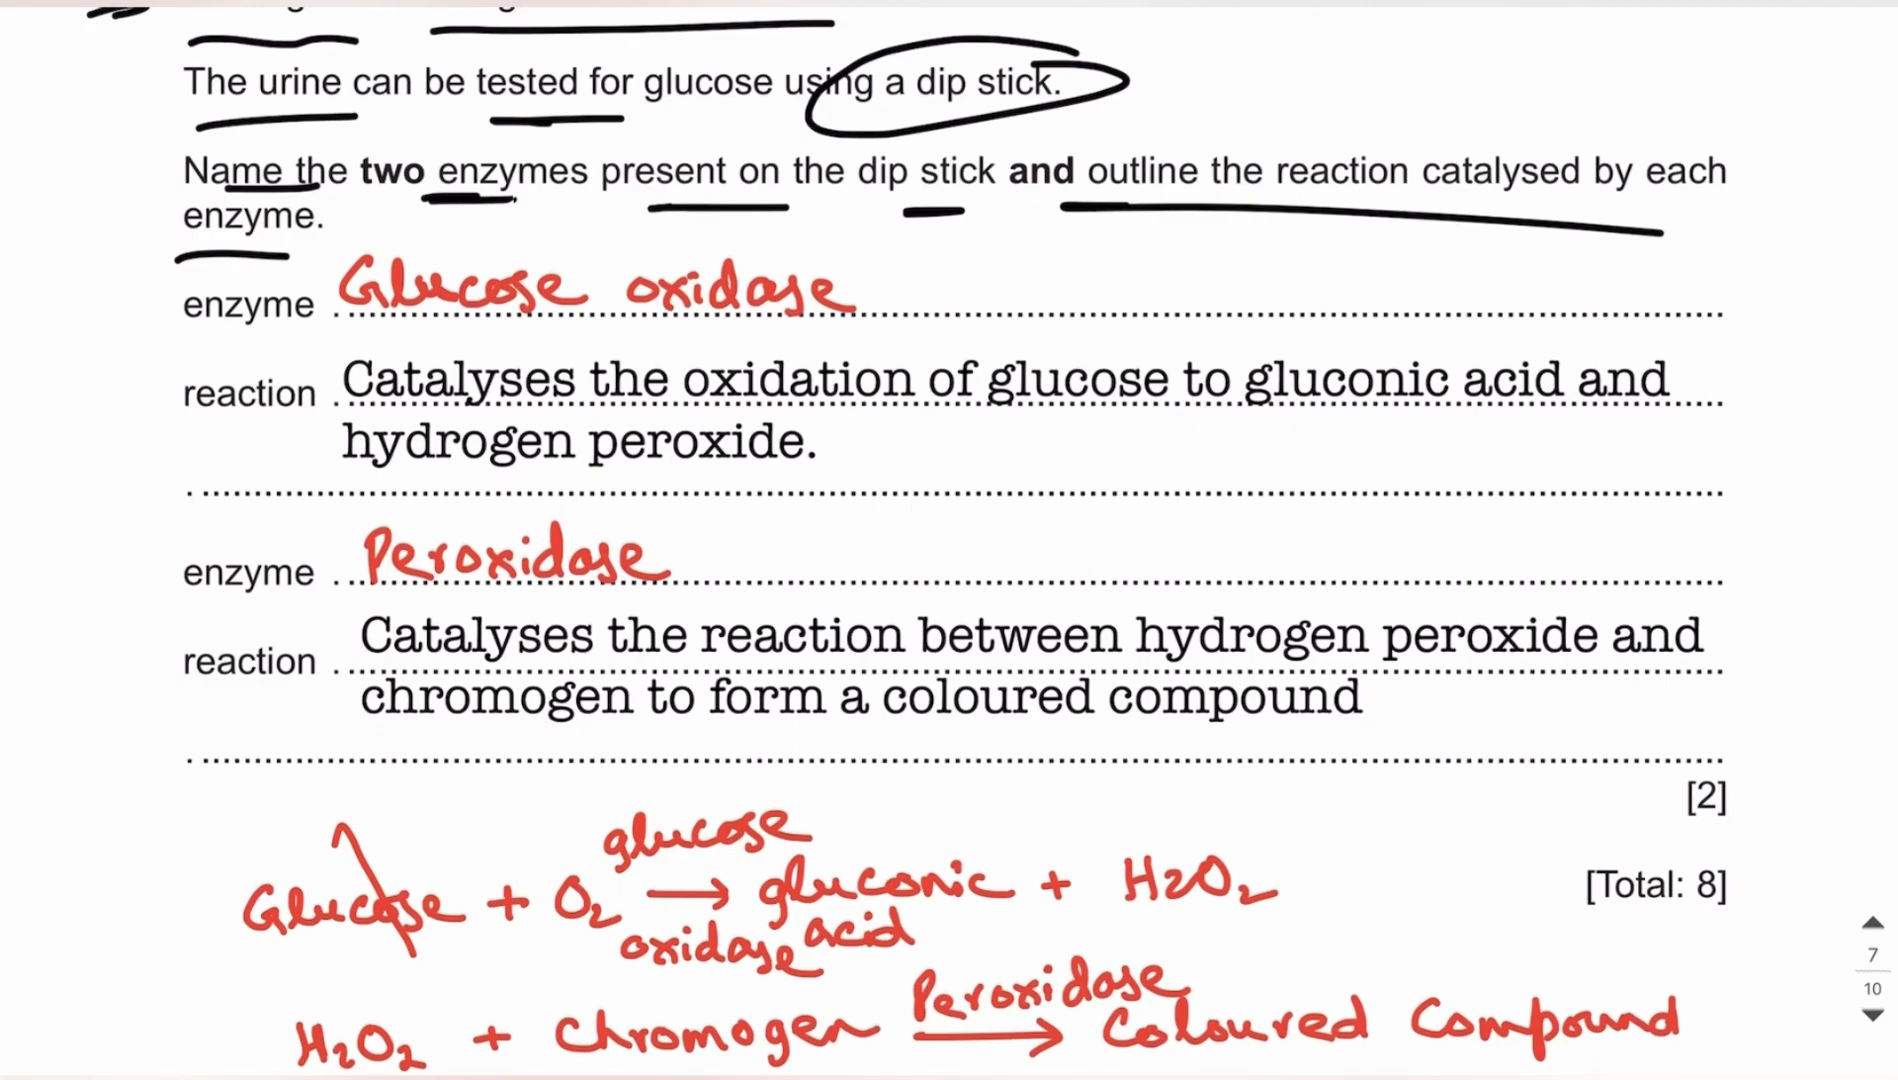 The urine can be tested for glucose using a dip stick.
Name the two enzymes present on the dip stick and outline the reaction catalysed by each
enzyme.
enzyme Glucose oxidase
reaction Catalyses the oxidation of glucose to gluconic acid and
hydrogen peroxide.
enzyme Peroxidase
reaction Catalyses the reaction between hydrogen peroxide and
chromogen to form a coloured compound
[2]
glucose
Glucose + O2 → gluconic + H2O2
[Total: 8]
oxidase acid
7
Peroxidase
10
H2O2 + Chromogen → Coloured Compound